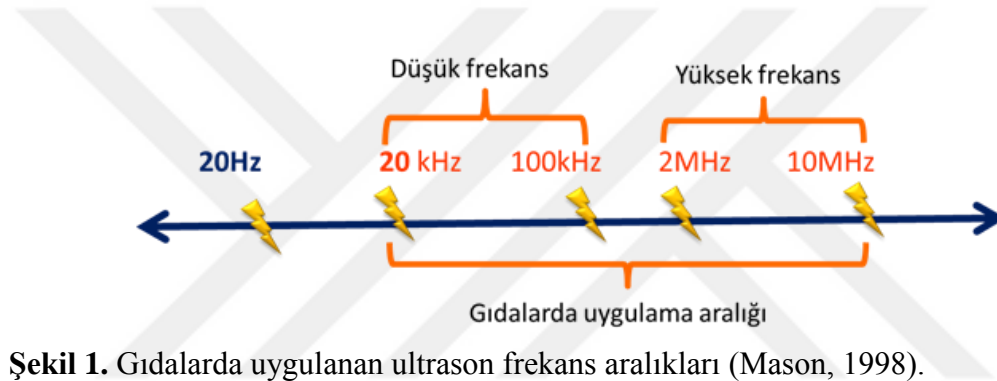 Düşük frekans
Yüksek frekans
20Hz
20 kHz
100kHz
2MHz
10MHz
Gıdalarda uygulama aralığı
Şekil 1. Gıdalarda uygulanan ultrason frekans aralıkları (Mason, 1998).